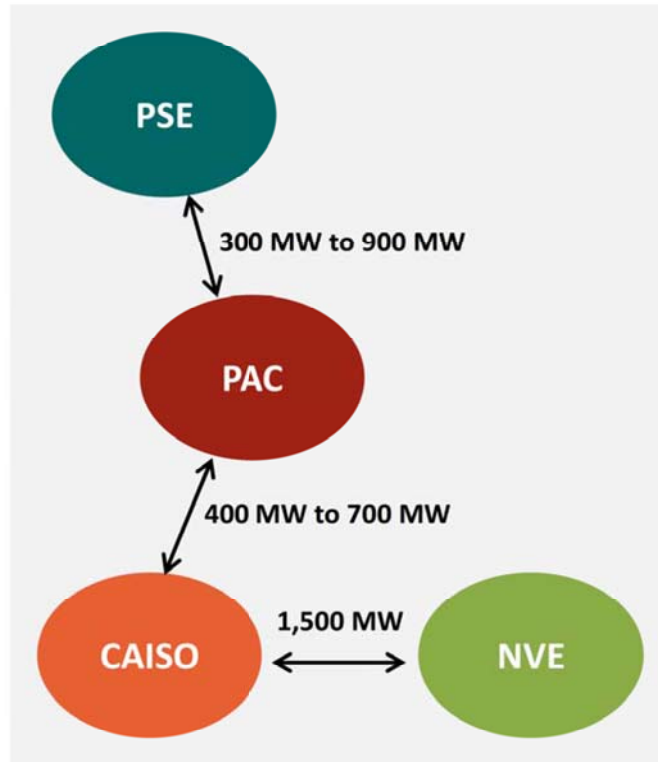 PSE
300 MW to 900 MW
PAC
400 MW to 700 MW
1,500 MW
CAISO
NVE